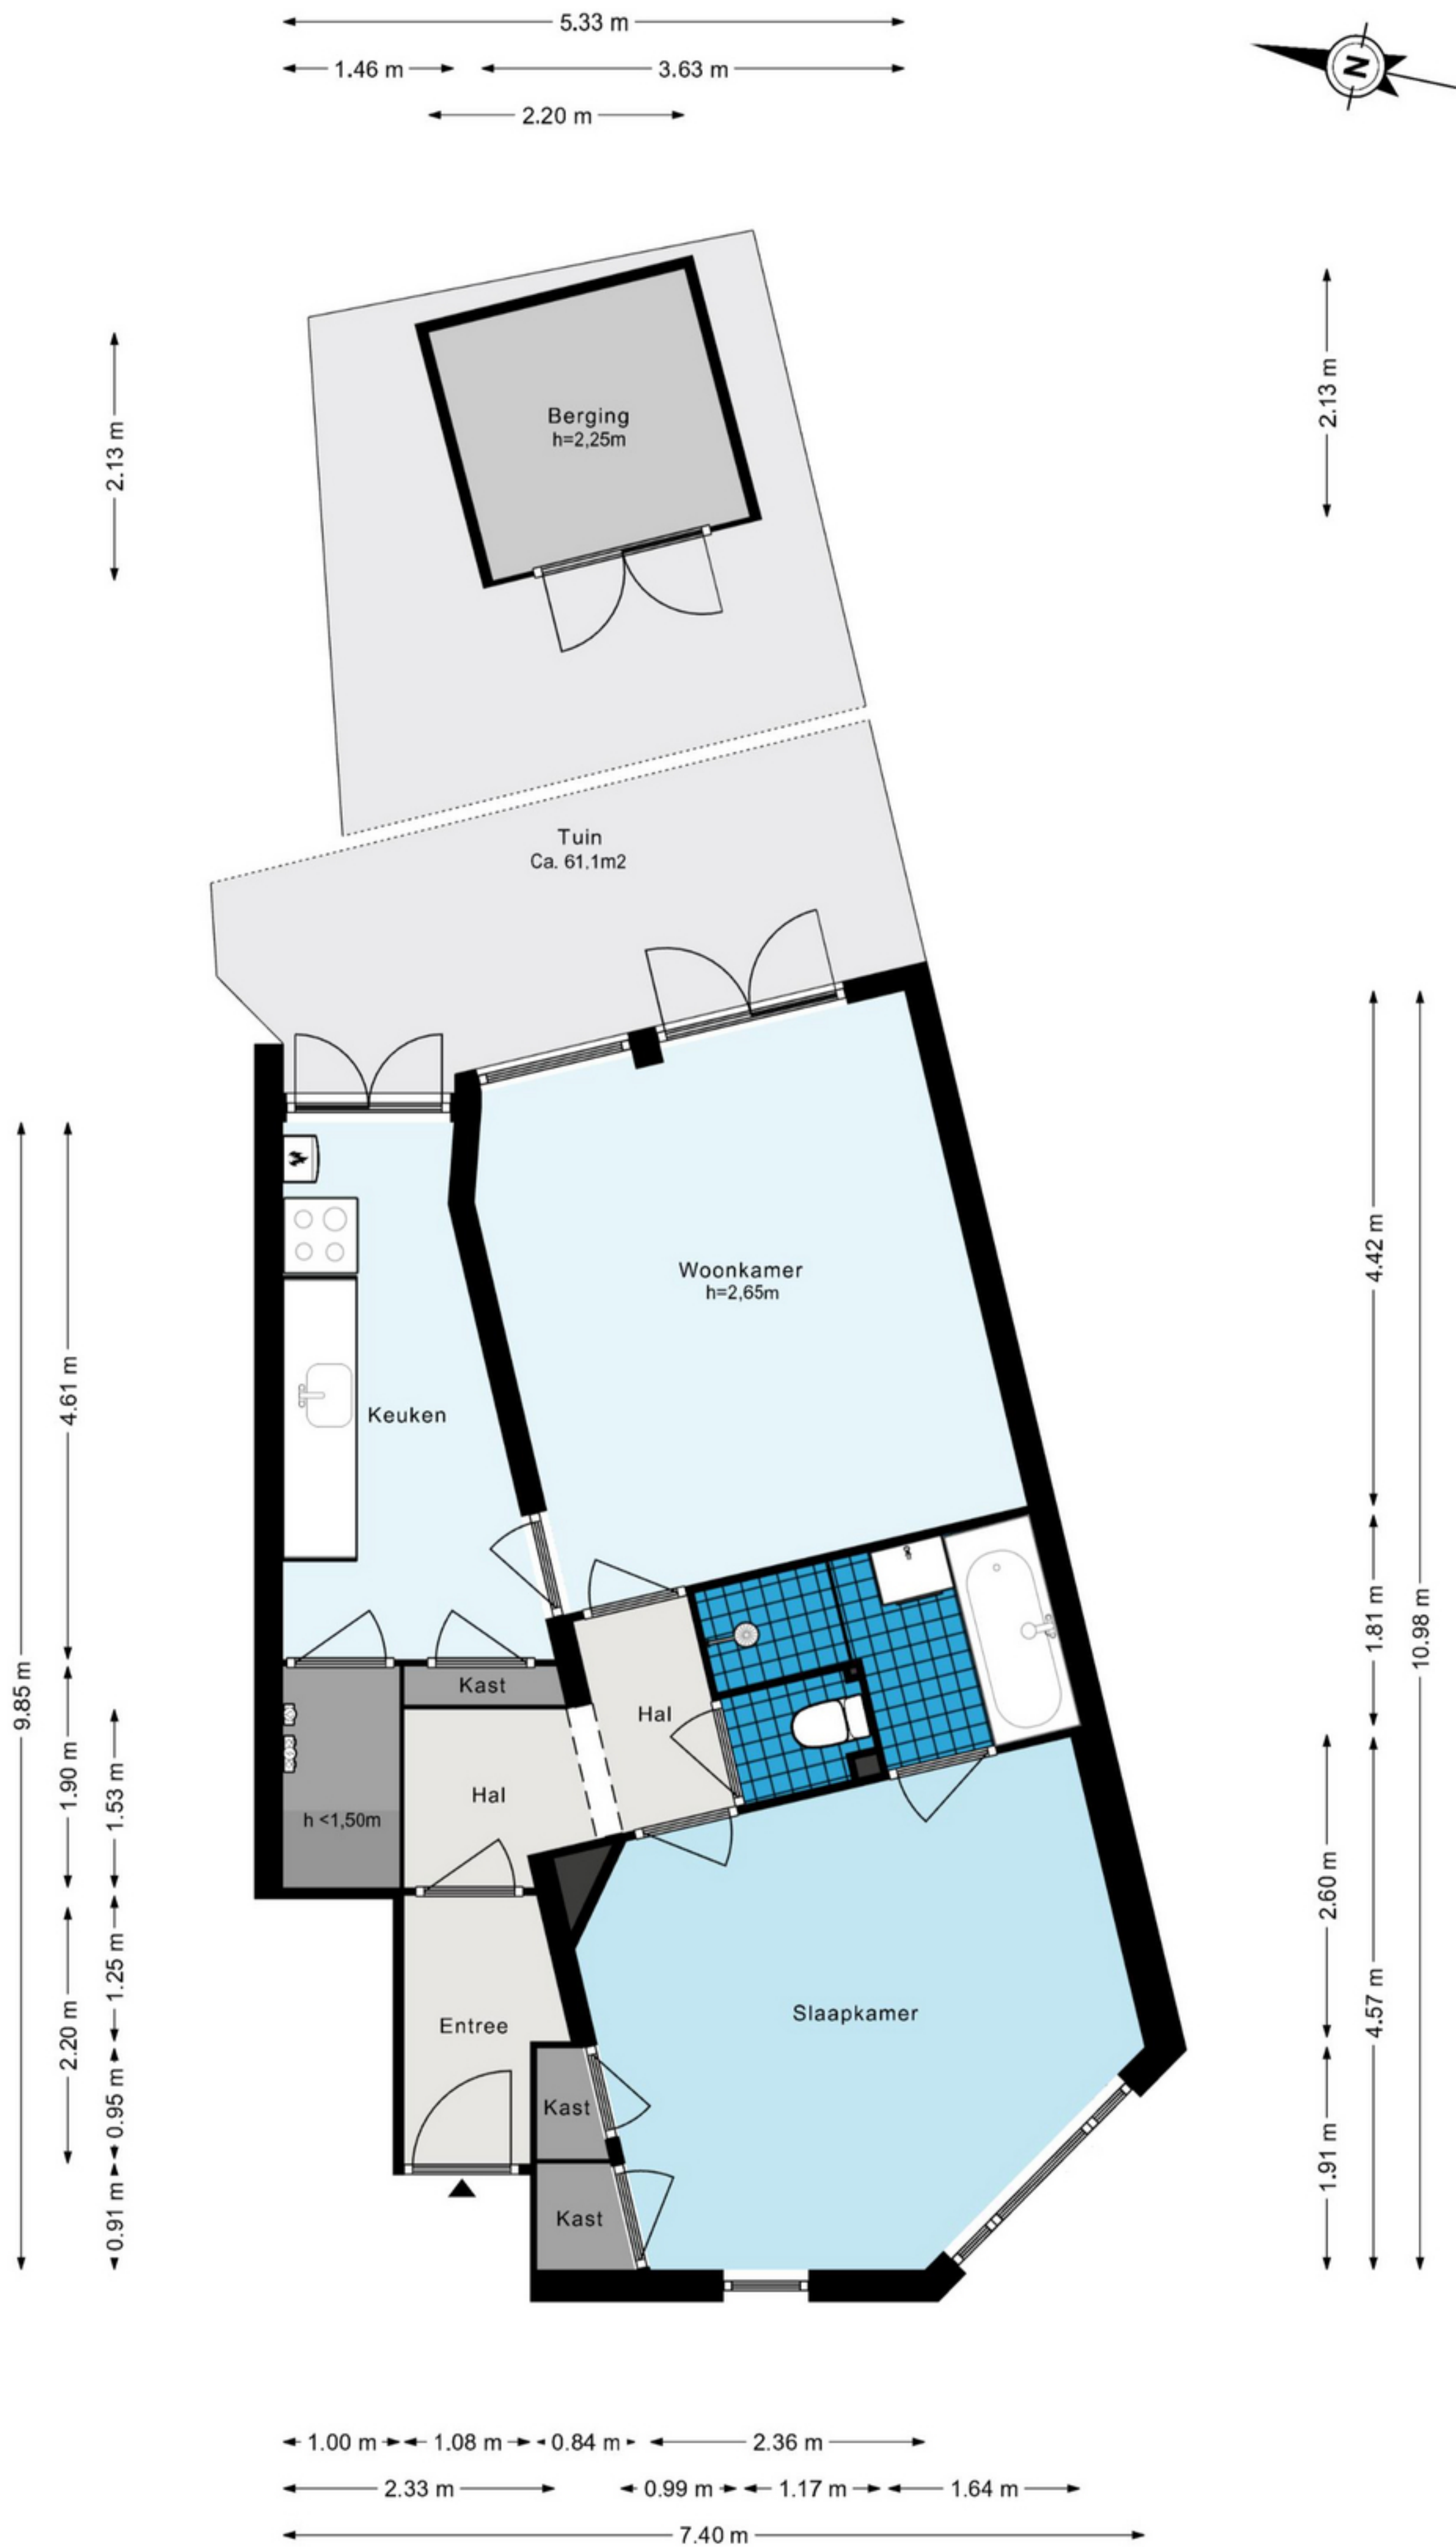 5.33 m
1.46 m
3.63 m
2.20 m
N
2.13 m
2.13 m
Berging
h=2,25m
Tuin
Ca. 61,1m2
Woonkamer
h=2,65m
Keuken
4.61 m
9.85 m
4.42 m
1.81 m
10.98 m
Kast
Hal
Hal
h <1,50m
1.90 m
1.53 m
2.60 m
4.57 m
1.25 m
2.20 m
0.95 m
0.91 m
1.91 m
Slaapkamer
Entree
Kast
Kast
1.00 m
1.08 m
0.84 m
2.36 m
2.33 m
0.99 m
1.17 m
1.64 m
7.40 m